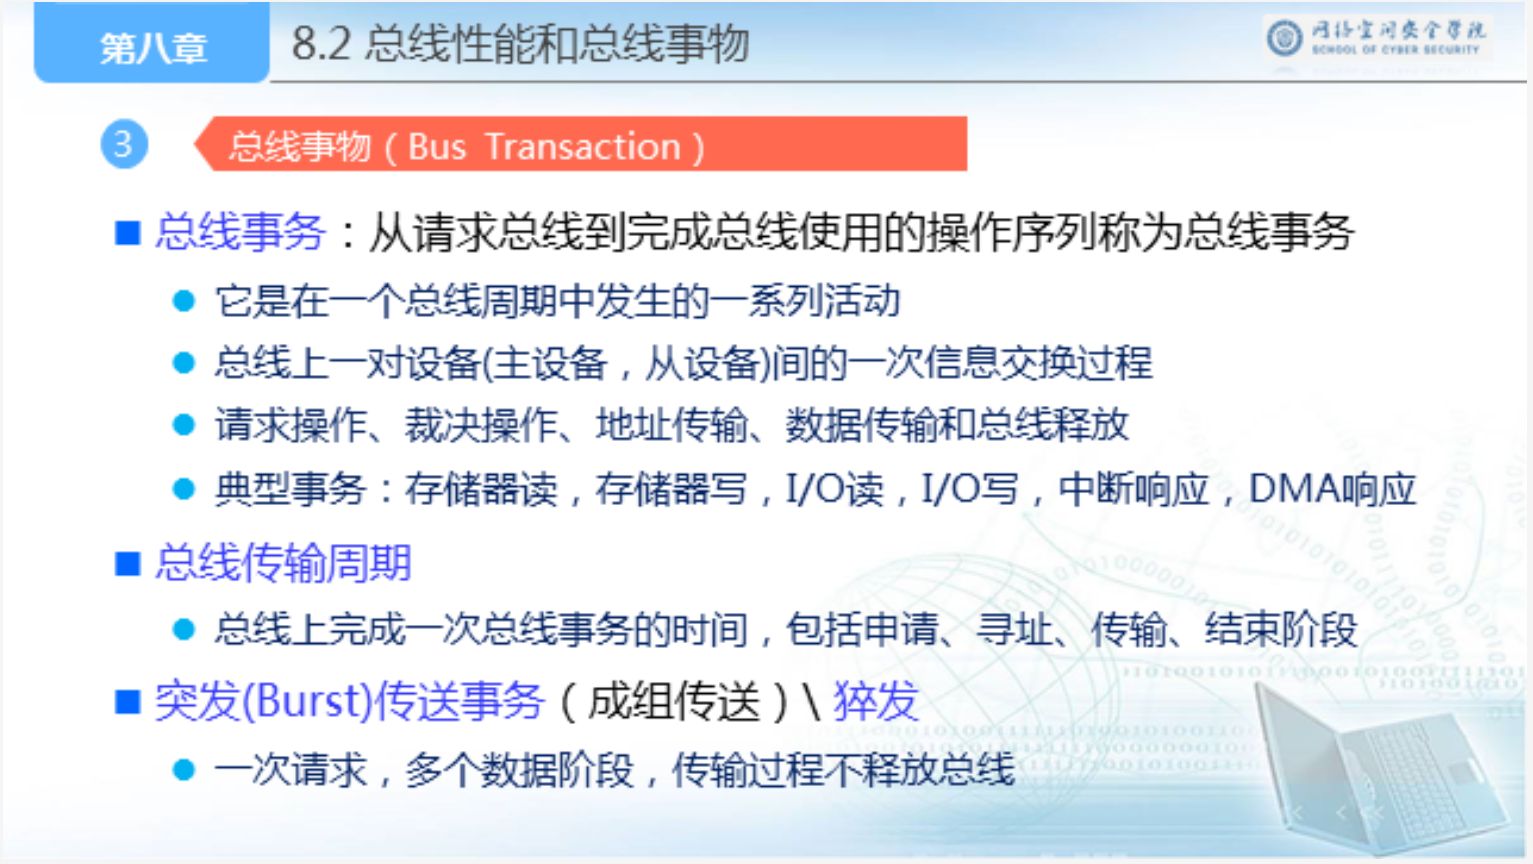 第八章
8.2 总线性能和总线事物
网络空间安全学院
SCHOOL OF CYBER SECURITY
3
总线事物（Bus Transaction）
总线事务：从请求总线到完成总线使用的操作序列称为总线事务
它是在一个总线周期中发生的一系列活动
总线上一对设备(主设备，从设备)间的一次信息交换过程
请求操作、裁决操作、地址传输、数据传输和总线释放
典型事务：存储器读，存储器写，I/O读，I/O写，中断响应，DMA响应
总线传输周期
总线上完成一次总线事务的时间，包括申请、寻址、传输、结束阶段
突发(Burst)传送事务（成组传送）\ 猝发
一次请求，多个数据阶段，传输过程不释放总线